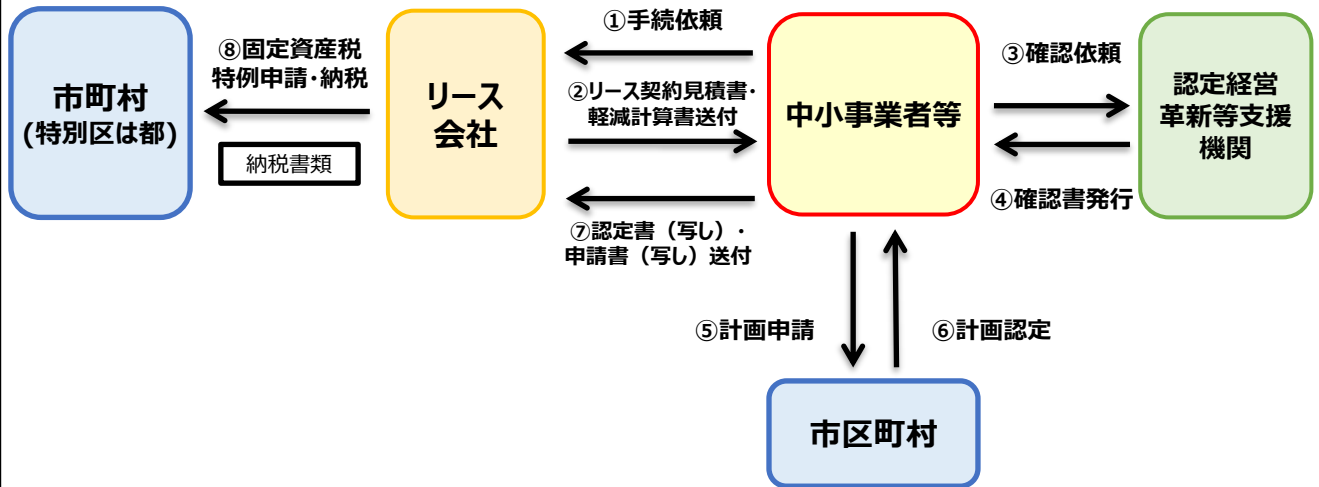 ①手続依頼
⑧固定資産税
特例申請・納税
③確認依頼
市町村
(特別区は都)
リース
会社
②リース契約見積書・
軽減計算書送付
中小事業者等
認定経営
革新等支援
機関
納税書類
④確認書発行
⑦認定書（写し）・
申請書（写し）送付
⑤計画申請
⑥計画認定
市区町村